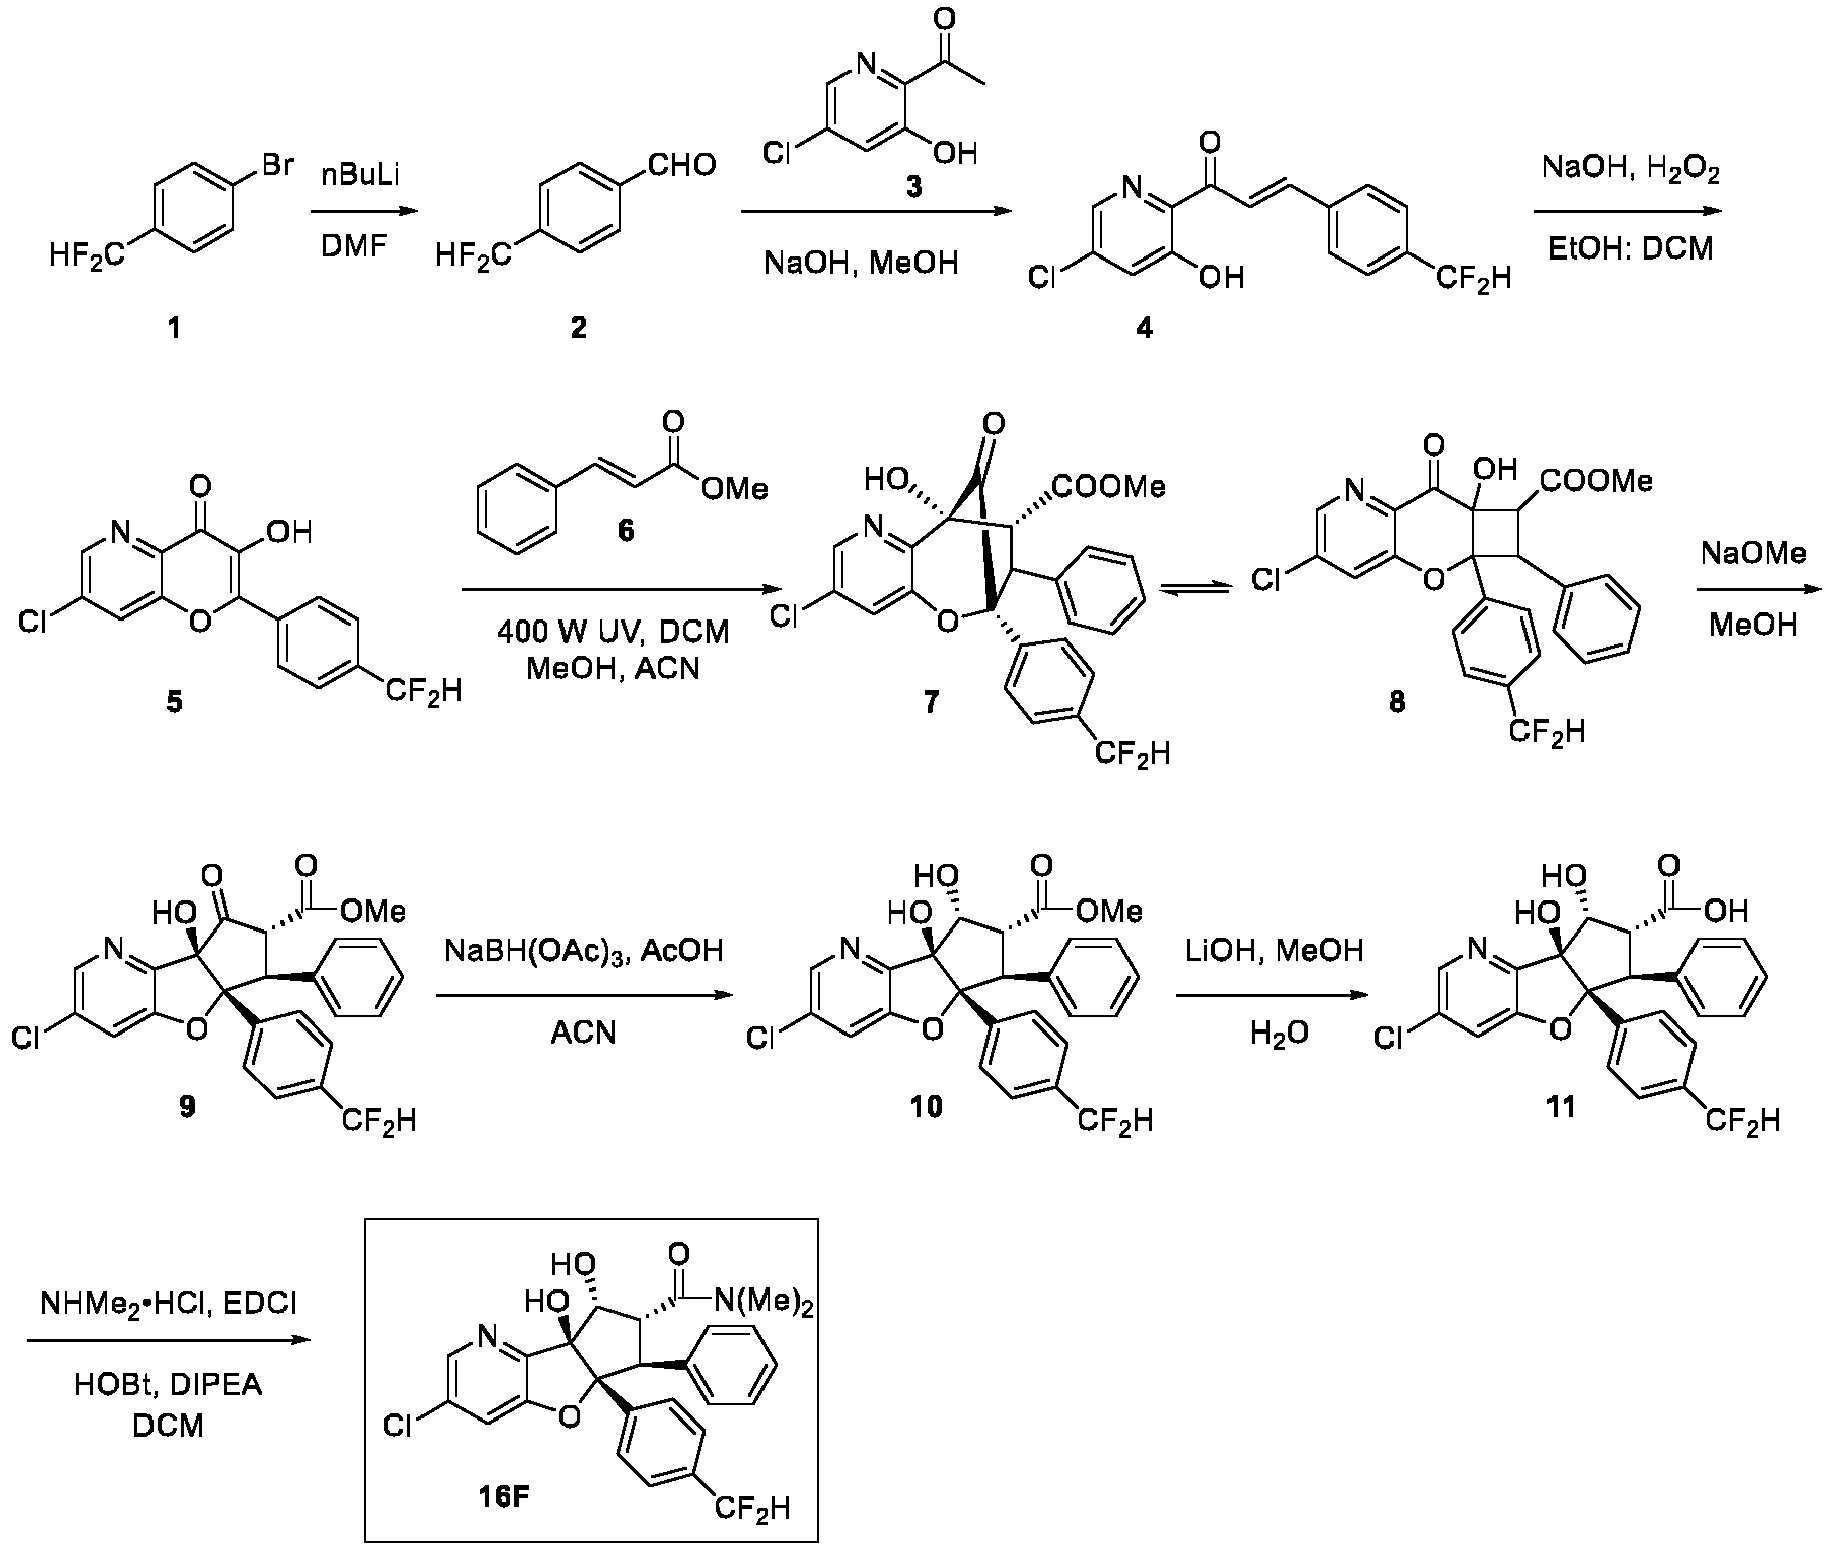 O
N
Cl
OH
3
Br
HF₂C
1
nBuLi
DMF
CHO
HF₂C
2
NaOH, MeOH
O
N
Cl
OH
CF₂H
4
NaOH, H₂O₂
EtOH: DCM
O
N
OH
Cl
O
CF₂H
5
O
OMe
6
400 W UV, DCM
MeOH, ACN
O
HO
COOMe
N
Cl
O
CF₂H
7
O
OH
COOMe
N
Cl
O
CF₂H
8
NaOMe
MeOH
O
O
HO
OMe
N
Cl
O
CF₂H
9
NaBH(OAc)₃, AcOH
ACN
HO
O
HO
OMe
N
Cl
O
CF₂H
10
LiOH, MeOH
H₂O
HO
O
HO
OH
N
Cl
O
CF₂H
11
NHMe₂•HCl, EDCI
HOBt, DIPEA
DCM
HO
O
HO
N(Me)₂
N
Cl
O
CF₂H
16F